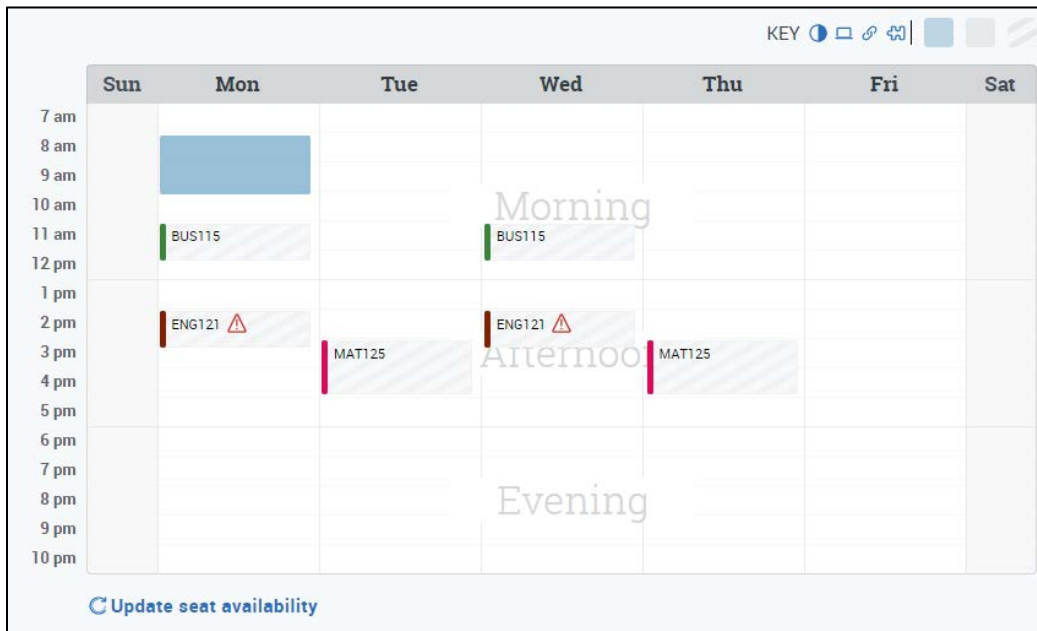 KEY
Sun Mon Tue Wed Thu Fri Sat
7 am
8 am
9 am
Morning
10 am
11 am
BUS115 BUS115
12 pm
1 pm
2 pm
ENG121 ENG121
Afternoon
3 pm
MAT125 MAT125
4 pm
5 pm
6 pm
7 pm
Evening
8 pm
9 pm
10 pm
Update seat availability